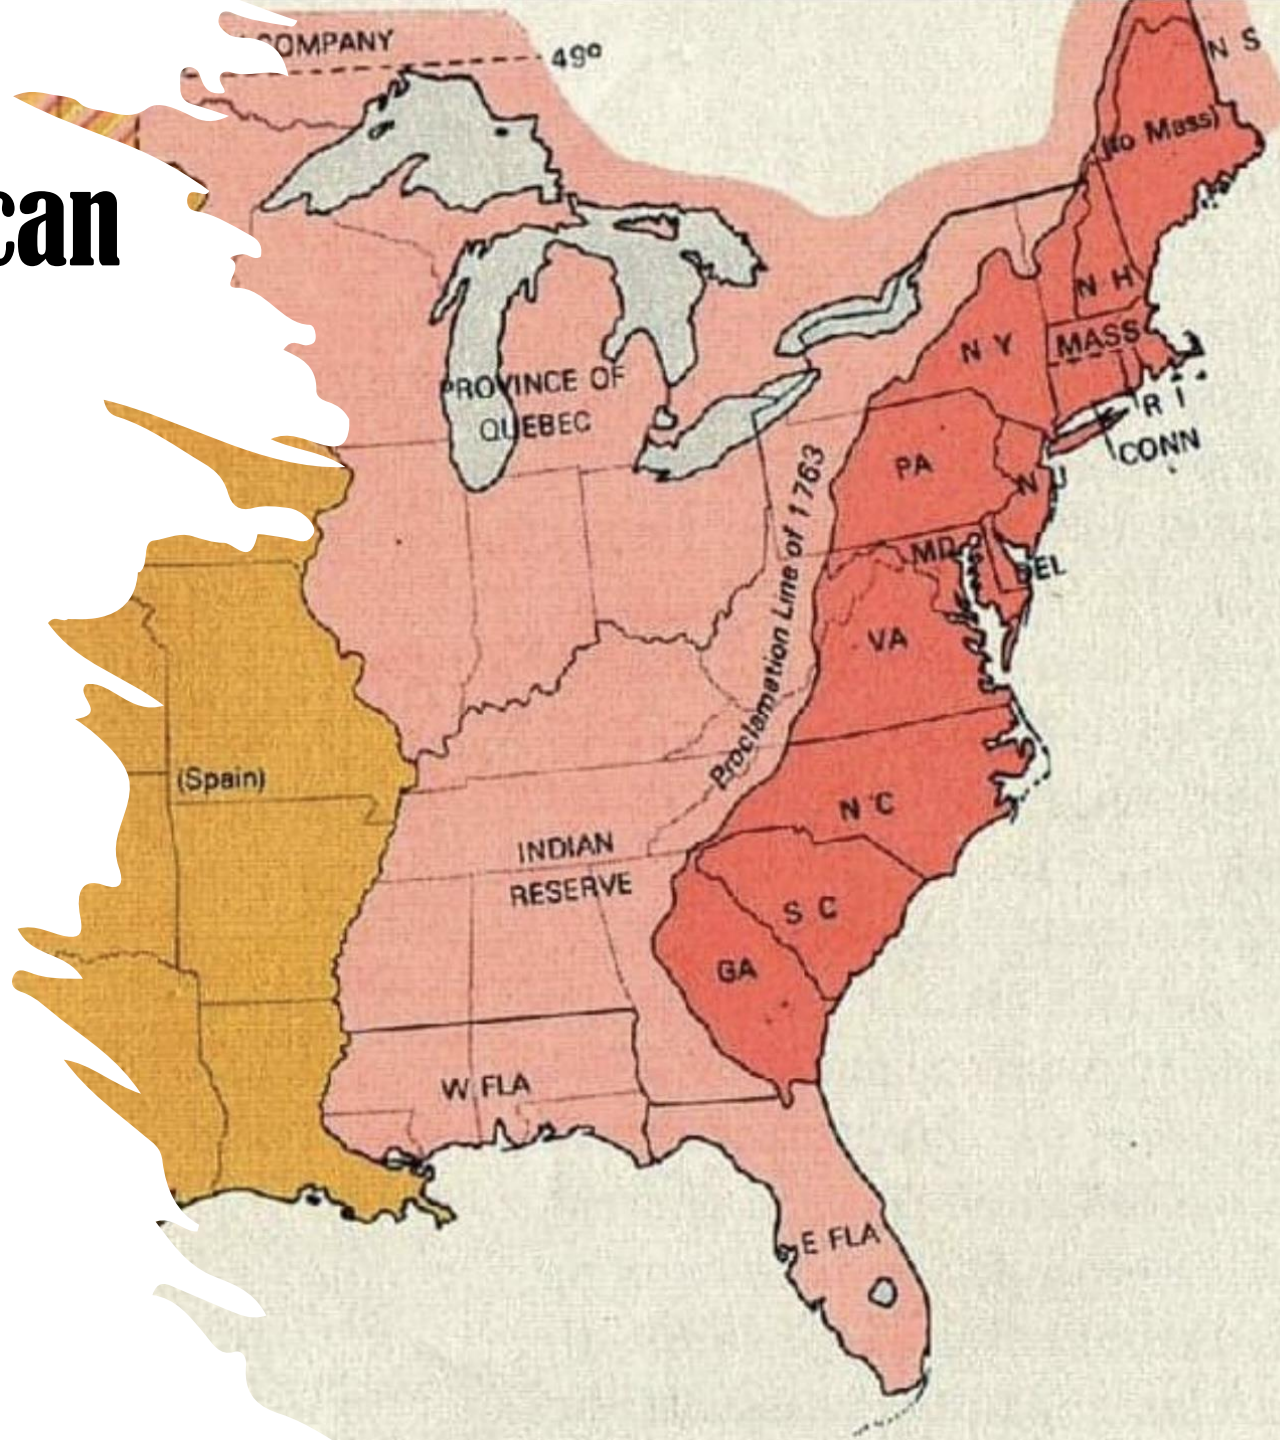 COMPANY
49º
N S
(to Mass)
can
N H
N Y
MASS
PROVINCE OF
QUEBEC
R I
CONN
PA
N J
Proclamation Line of 1763
MD
DEL
VA
(Spain)
N C
INDIAN
RESERVE
S C
GA
W FLA
E FLA